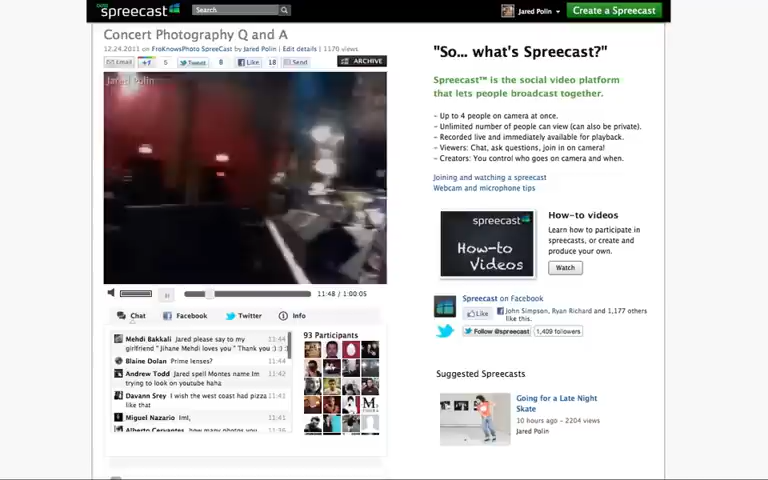 spreecast
Search
Jared Polin
Create a Spreecast
Concert Photography Q and A
12.24.2011 on FroKnowsPhoto SpreeCast by Jared Polin | Edit details | 1176 views
Email
+1
5
Tweet
8
Like
18
Send
ARCHIVE
Jared Polin
11:48 / 1:00:05
Chat
Facebook
Twitter
Info
Mehdi Bakkali Jared please say to my 11:44
girlfriend " Jihane Mehdi loves you " Thank you :) :)
Blaine Dolan Prime lenses? 11:44
Andrew Todd Jared spell Montes name Im 11:42
trying to look on youtube haha
Davann Srey I wish the west coast had pizza 11:41
like that
Miguel Nazario lml, 11:41
Alberto Cervantes how many photos you
93 Participants
"So... what's Spreecast?"
Spreecast™ is the social video platform
that lets people broadcast together.
- Up to 4 people on camera at once.
- Unlimited number of people can view (can also be private).
- Recorded live and immediately available for playback.
- Viewers: Chat, ask questions, join in on camera!
- Creators: You control who goes on camera and when.
Joining and watching a spreecast
Webcam and microphone tips
spreecast
How-to
Videos
How-to videos
Learn how to participate in
spreecasts, or create and
produce your own.
Watch
Spreecast on Facebook
Like
John Simpson, Ryan Richard and 1,177 others
like this.
Follow @spreecast
1,409 followers
Suggested Spreecasts
Going for a Late Night
Skate
10 hours ago - 2204 views
Jared Polin